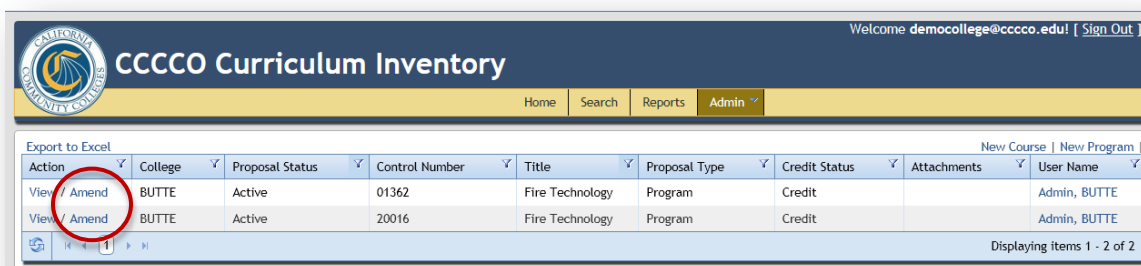 Welcome democollege@cccco.edu! [ Sign Out ]
CALIFORNIA COMMUNITY COLLEGES
CCCCO Curriculum Inventory
Home Search Reports Admin
Export to Excel New Course | New Program |
Action College Proposal Status Control Number Title Proposal Type Credit Status Attachments User Name
View / Amend BUTTE Active 01362 Fire Technology Program Credit Admin, BUTTE
View / Amend BUTTE Active 20016 Fire Technology Program Credit Admin, BUTTE
1 Displaying items 1 - 2 of 2